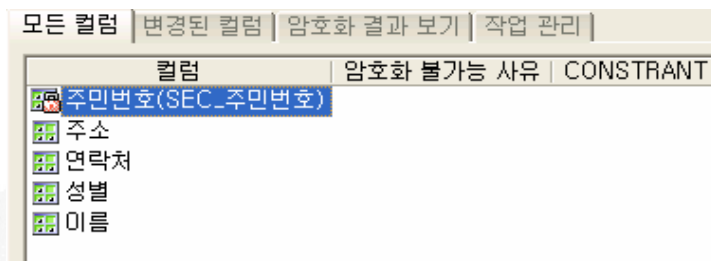 모든 컬럼 변경된 컬럼 암호화 결과 보기 작업 관리
컬럼 암호화 불가능 사유 CONSTRANT
주민번호(SEC_주민번호)
주소
연락처
성별
이름